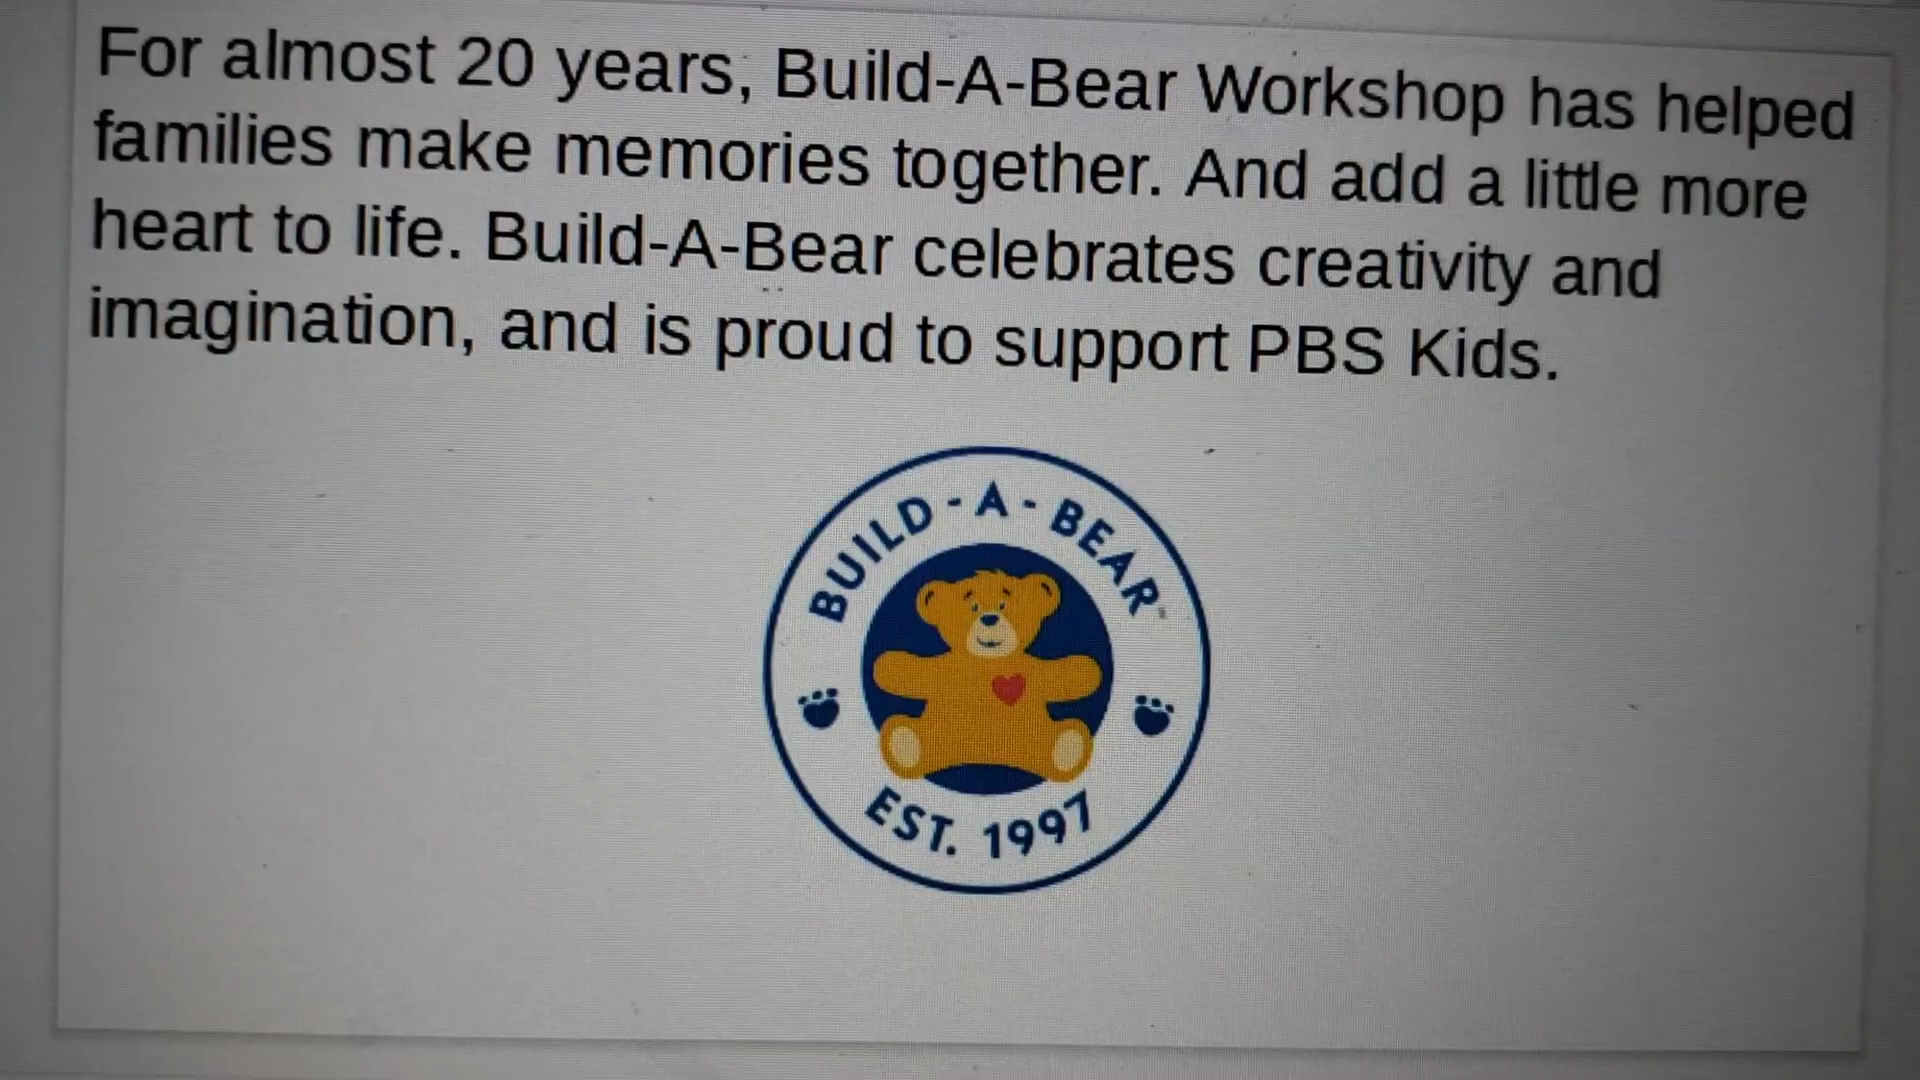 For almost 20 years, Build-A-Bear Workshop has helped
families make memories together. And add a little more
heart to life. Build-A-Bear celebrates creativity and
imagination, and is proud to support PBS Kids.
BUILD-A-BEAR
EST. 1997